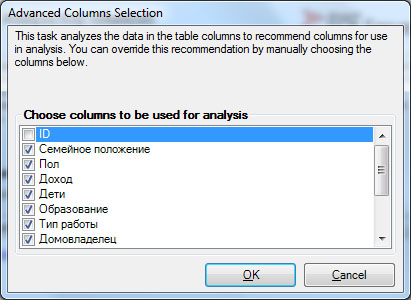 Advanced Columns Selection
This task analyzes the data in the table columns to recommend columns for use
in analysis. You can override this recommendation by manually choosing the
columns below.
Choose columns to be used for analysis
ID
Семейное положение
Пол
Доход
Дети
Образование
Тип работы
Домовладелец
OK
Cancel